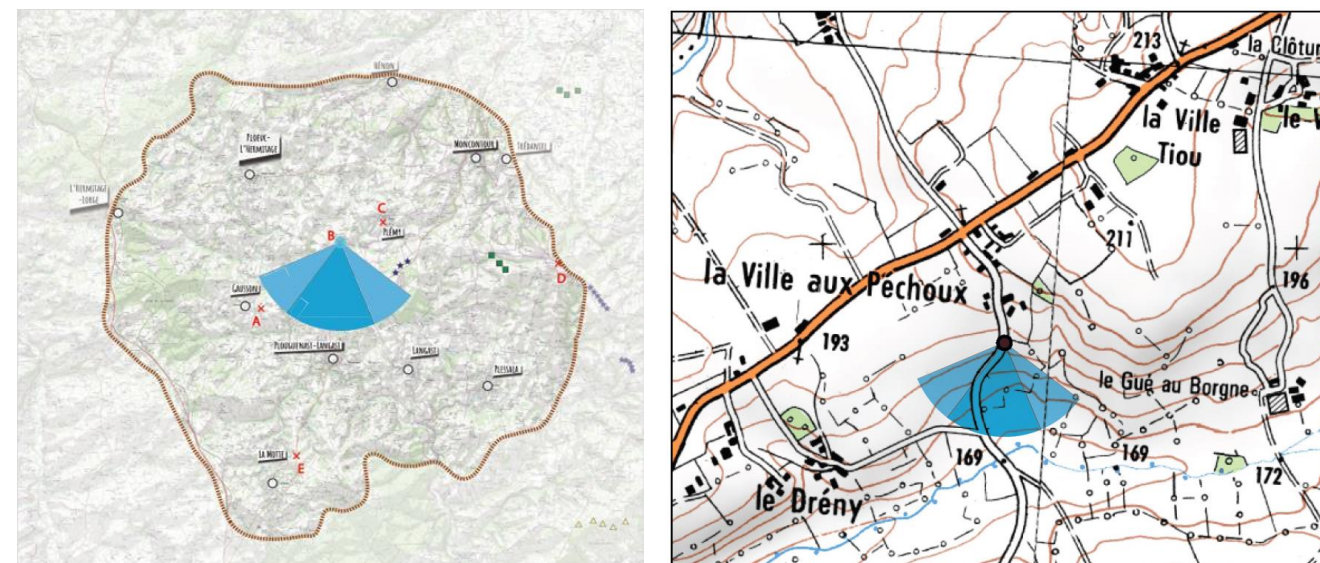 HÉNON
PLOEUC-
L'HERMITAGE
MONCONTOUR
TRÉDANIEL
L'HERMITAGE
-LORGE
C
PLÉMY
B
D
GAUSSON
A
PLOUGUENAST-LANGAST
LANGAST
PLESSALA
LA MOTTE
E
213
la Clôtur
la Ville
Tiou
le V
211
la Ville aux Péchoux
196
193
le Gué au Borgne
169
169
172
le Drény